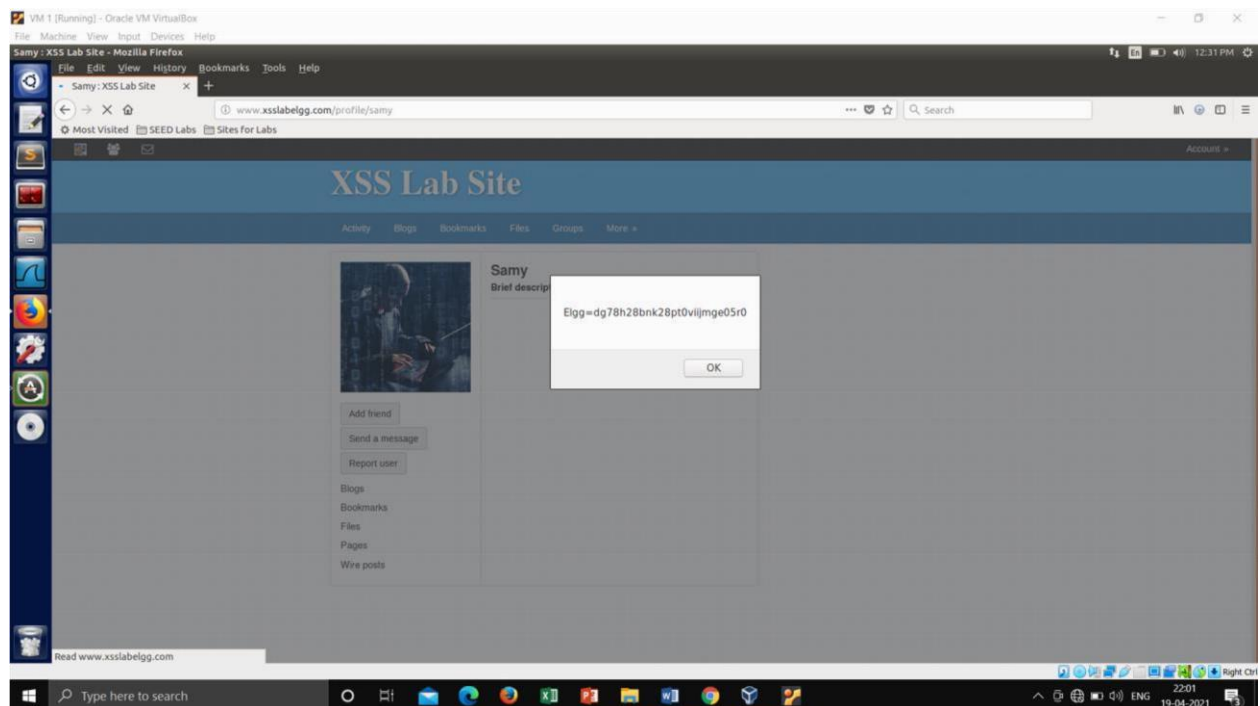 VM 1 [Running] - Oracle VM VirtualBox
File Machine View Input Devices Help
Samy : XSS Lab Site - Mozilla Firefox
En 12:31 PM
File Edit View History Bookmarks Tools Help
Samy : XSS Lab Site
www.xsslabelgg.com/profile/samy
Search
Most Visited SEED Labs Sites for Labs
Account »
XSS Lab Site
Activity Blogs Bookmarks Files Groups More »
Samy
Brief descrip
Elgg=dg78h28bnk28pt0viijmge05r0
OK
Add friend
Send a message
Report user
Blogs
Bookmarks
Files
Pages
Wire posts
Read www.xsslabelgg.com
Right Ctrl
Type here to search
ENG
22:01
19-04-2021